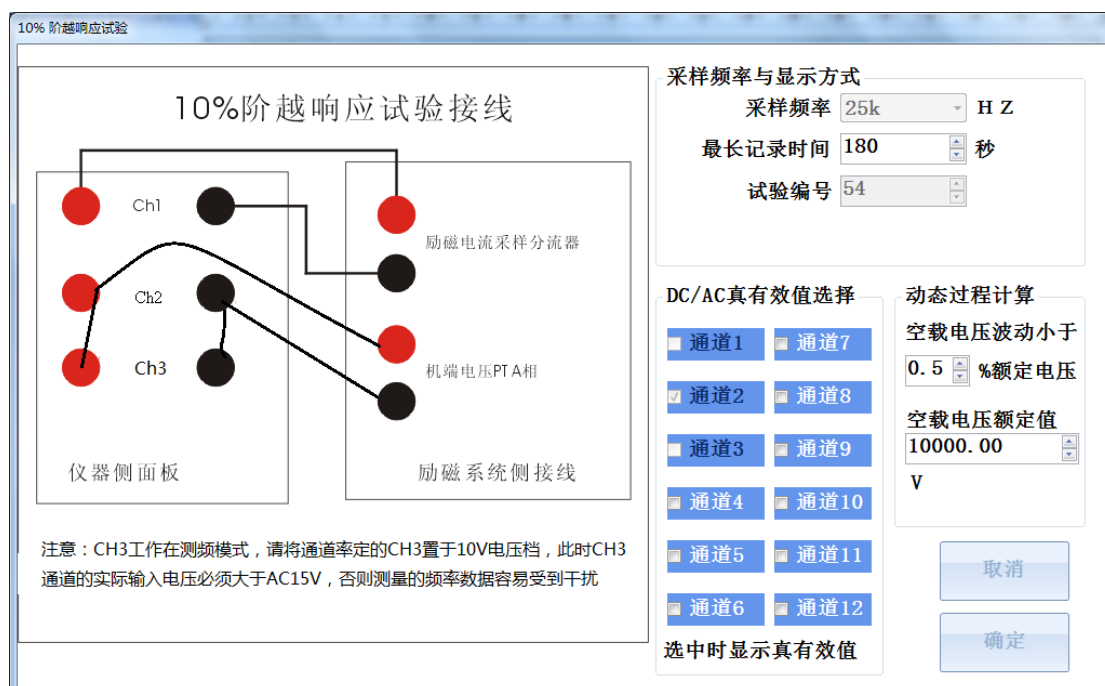 10% 阶越响应试验
10%阶越响应试验接线
Ch1
Ch2
Ch3
励磁电流采样分流器
机端电压PT A相
仪器侧面板
励磁系统侧接线
注意：CH3工作在测频模式，请将通道率定的CH3置于10V电压档，此时CH3
通道的实际输入电压必须大于AC15V，否则测量的频率数据容易受到干扰
采样频率与显示方式
采样频率 25k HZ
最长记录时间 180 秒
试验编号 54
DC/AC真有效值选择
通道1 通道7
通道2 通道8
通道3 通道9
通道4 通道10
通道5 通道11
通道6 通道12
选中时显示真有效值
动态过程计算
空载电压波动小于
0.5 %额定电压
空载电压额定值
10000.00
V
取消
确定